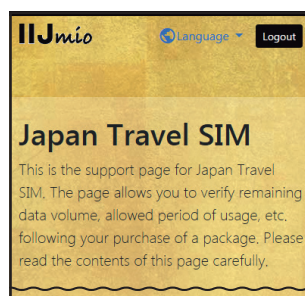 IIJmio
Language
Logout
Japan Travel SIM
This is the support page for Japan Travel
SIM. The page allows you to verify remaining
data volume, allowed period of usage, etc.
following your purchase of a package. Please
read the contents of this page carefully.